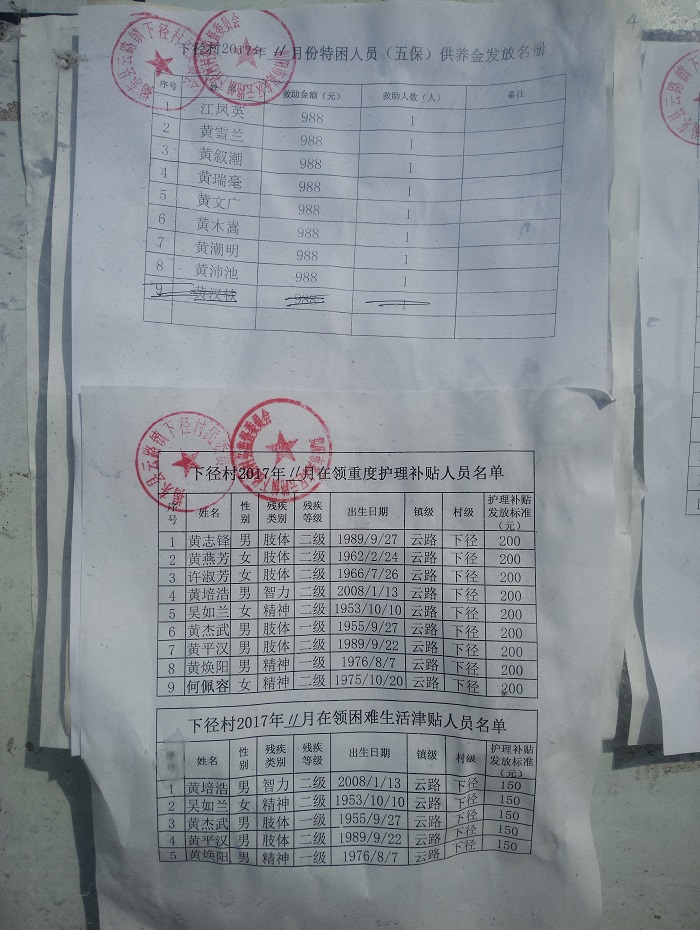 4
下径村2017年 11月份特困人员（五保）供养金发放名册
序号 救助金额（元） 救助人数（人） 备注
1 江凤英 988 1
2 黄雪兰 988 1
3 黄叙潮 988 1
4 黄瑞毫 988 1
5 黄文广 988 1
6 黄木嵩 988 1
7 黄潮明 988 1
8 黄沛池 988 1
9 黄汉 988 1
下径村2017年 11月在领重度护理补贴人员名单
序号 姓名 性别 残疾类别 残疾等级 出生日期 镇级 村级 护理补贴发放标准（元）
1 黄志锋 男 肢体 二级 1989/9/27 云路 下径 200
2 黄燕芳 女 肢体 二级 1962/2/24 云路 下径 200
3 许淑芳 女 肢体 二级 1966/7/26 云路 下径 200
4 黄培浩 男 智力 二级 2008/1/13 云路 下径 200
5 吴如兰 女 精神 二级 1953/10/10 云路 下径 200
6 黄杰武 男 肢体 一级 1955/9/27 云路 下径 200
7 黄平汉 男 肢体 二级 1989/9/22 云路 下径 200
8 黄焕阳 男 精神 一级 1976/8/7 云路 下径 200
9 何佩容 女 精神 二级 1975/10/20 云路 下径 200
下径村2017年 11月在领困难生活津贴人员名单
序号 姓名 性别 残疾类别 残疾等级 出生日期 镇级 村级 护理补贴发放标准（元）
1 黄培浩 男 智力 二级 2008/1/13 云路 下径 150
2 吴如兰 女 精神 二级 1953/10/10 云路 下径 150
3 黄杰武 男 肢体 一级 1955/9/27 云路 下径 150
4 黄平汉 男 肢体 二级 1989/9/22 云路 下径 150
5 黄焕阳 男 精神 一级 1976/8/7 云路 下径 150